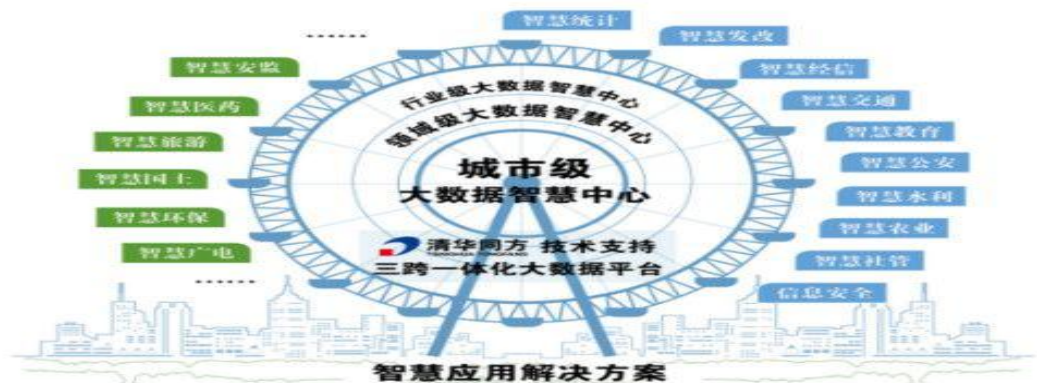 智慧统计
智慧发改
智慧经信
智慧交通
智慧教育
智慧公安
智慧水利
智慧农业
智慧社管
信息安全
......
智慧安监
智慧医药
智慧旅游
智慧国土
智慧环保
智慧广电
......
行业级大数据智慧中心
领域级大数据智慧中心
城市级
大数据智慧中心
清华同方 技术支持
TSINGHUA TONGFANG
三跨一体化大数据平台
智慧应用解决方案